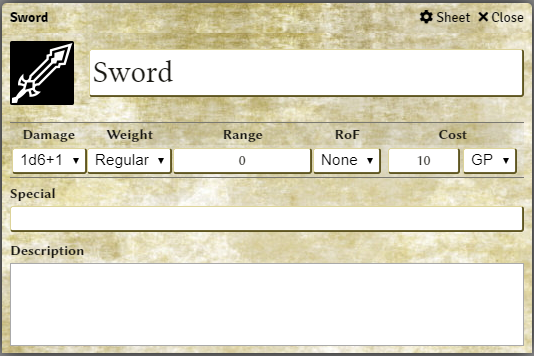 Sword Sheet Close
Sword
Damage Weight Range RoF Cost
1d6+1 Regular 0 None 10 GP
Special
Description